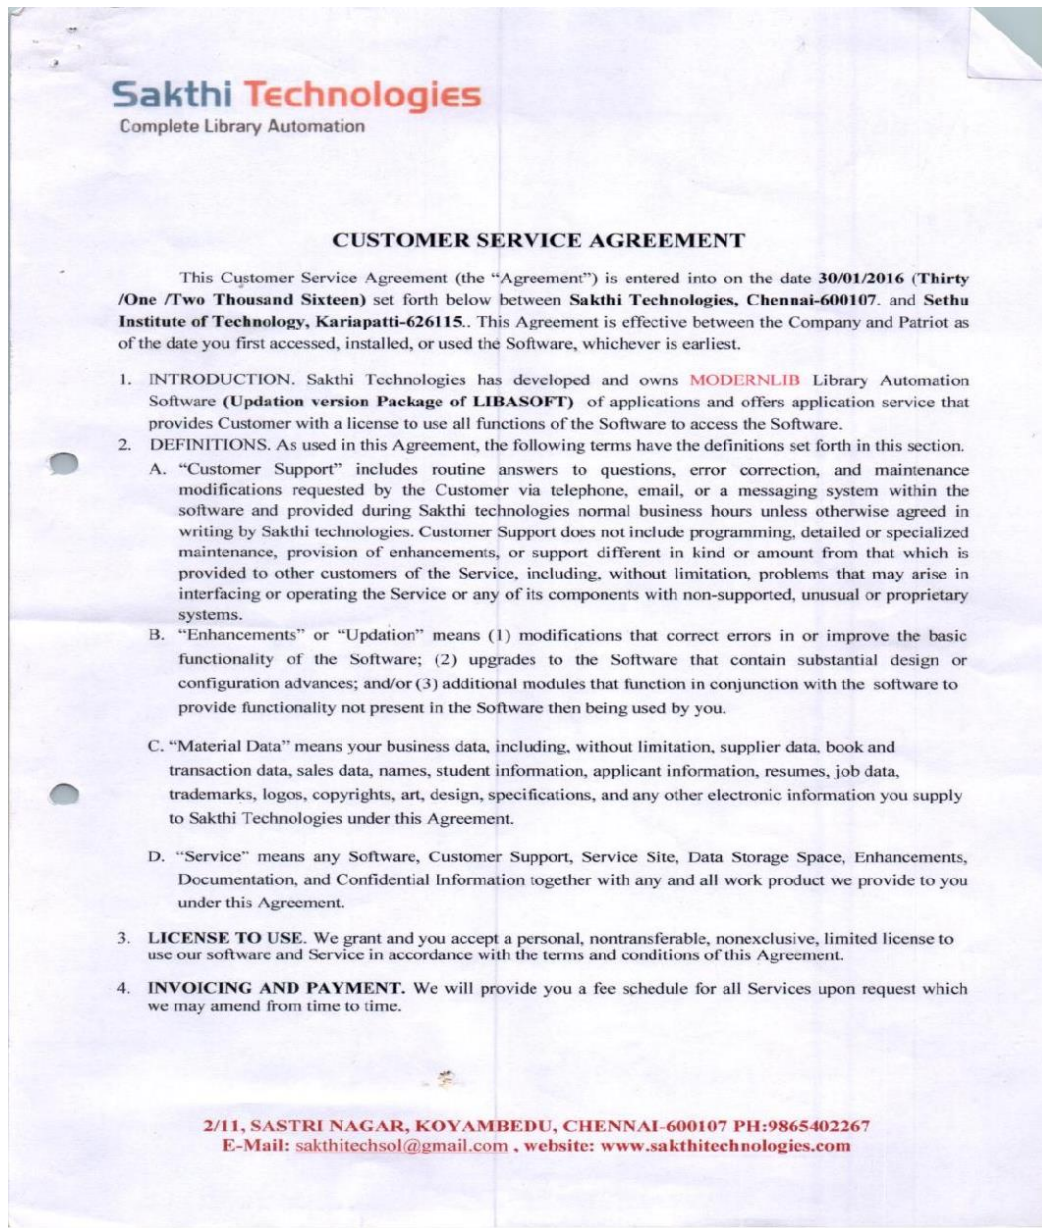 Sakthi Technologies
Complete Library Automation
CUSTOMER SERVICE AGREEMENT
This Customer Service Agreement (the “Agreement”) is entered into on the date 30/01/2016 (Thirty
/One /Two Thousand Sixteen) set forth below between Sakthi Technologies, Chennai-600107. and Sethu
Institute of Technology, Kariapatti-626115.. This Agreement is effective between the Company and Patriot as
of the date you first accessed, installed, or used the Software, whichever is earliest.
1. INTRODUCTION. Sakthi Technologies has developed and owns MODERNLIB Library Automation
Software (Updation version Package of LIBASOFT) of applications and offers application service that
provides Customer with a license to use all functions of the Software to access the Software.
2. DEFINITIONS. As used in this Agreement, the following terms have the definitions set forth in this section.
A. “Customer Support” includes routine answers to questions, error correction, and maintenance
modifications requested by the Customer via telephone, email, or a messaging system within the
software and provided during Sakthi technologies normal business hours unless otherwise agreed in
writing by Sakthi technologies. Customer Support does not include programming, detailed or specialized
maintenance, provision of enhancements, or support different in kind or amount from that which is
provided to other customers of the Service, including, without limitation, problems that may arise in
interfacing or operating the Service or any of its components with non-supported, unusual or proprietary
systems.
B. “Enhancements” or “Updation” means (1) modifications that correct errors in or improve the basic
functionality of the Software; (2) upgrades to the Software that contain substantial design or
configuration advances; and/or (3) additional modules that function in conjunction with the software to
provide functionality not present in the Software then being used by you.
C. “Material Data” means your business data, including, without limitation, supplier data, book and
transaction data, sales data, names, student information, applicant information, resumes, job data,
trademarks, logos, copyrights, art, design, specifications, and any other electronic information you supply
to Sakthi Technologies under this Agreement.
D. “Service” means any Software, Customer Support, Service Site, Data Storage Space, Enhancements,
Documentation, and Confidential Information together with any and all work product we provide to you
under this Agreement.
3. LICENSE TO USE. We grant and you accept a personal, nontransferable, nonexclusive, limited license to
use our software and Service in accordance with the terms and conditions of this Agreement.
4. INVOICING AND PAYMENT. We will provide you a fee schedule for all Services upon request which
we may amend from time to time.
2/11, SASTRI NAGAR, KOYAMBEDU, CHENNAI-600107 PH:9865402267
E-Mail: sakthitechsol@gmail.com , website: www.sakthitechnologies.com